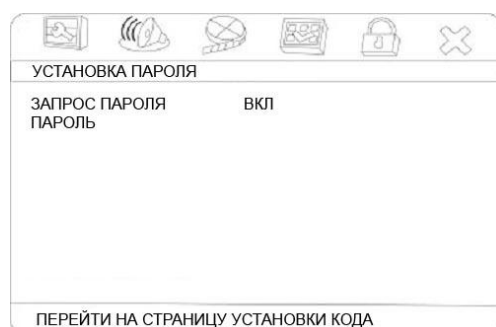 УСТАНОВКА ПАРОЛЯ
ЗАПРОС ПАРОЛЯ ВКЛ
ПАРОЛЬ
ПЕРЕЙТИ НА СТРАНИЦУ УСТАНОВКИ КОДА